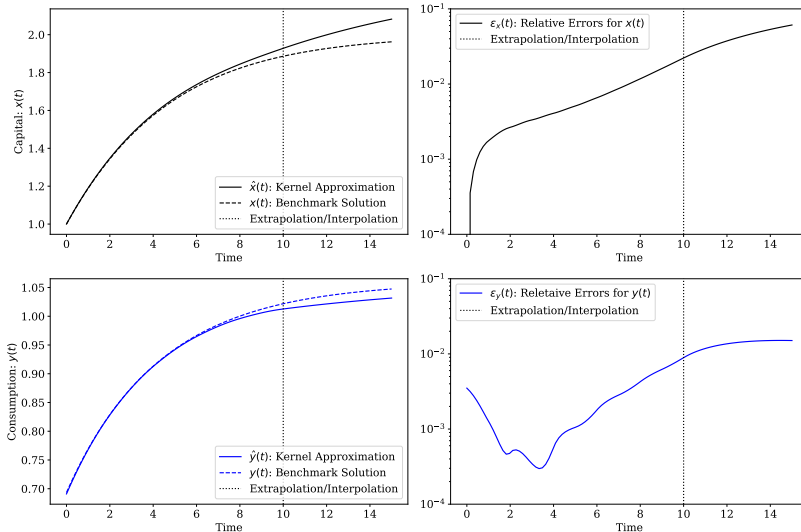 2.0
1.8
1.6
1.4
1.2
1.0
Capital: x(t)
x̂(t): Kernel Approximation
x(t): Benchmark Solution
Extrapolation/Interpolation
0 2 4 6 8 10 12 14
Time
10⁻¹
10⁻²
10⁻³
10⁻⁴
εₓ(t): Relative Errors for x(t)
Extrapolation/Interpolation
0 2 4 6 8 10 12 14
Time
1.05
1.00
0.95
0.90
0.85
0.80
0.75
0.70
Consumption: y(t)
ŷ(t): Kernel Approximation
y(t): Benchmark Solution
Extrapolation/Interpolation
0 2 4 6 8 10 12 14
Time
10⁻¹
10⁻²
10⁻³
10⁻⁴
ε_y(t): Reletaive Errors for y(t)
Extrapolation/Interpolation
0 2 4 6 8 10 12 14
Time